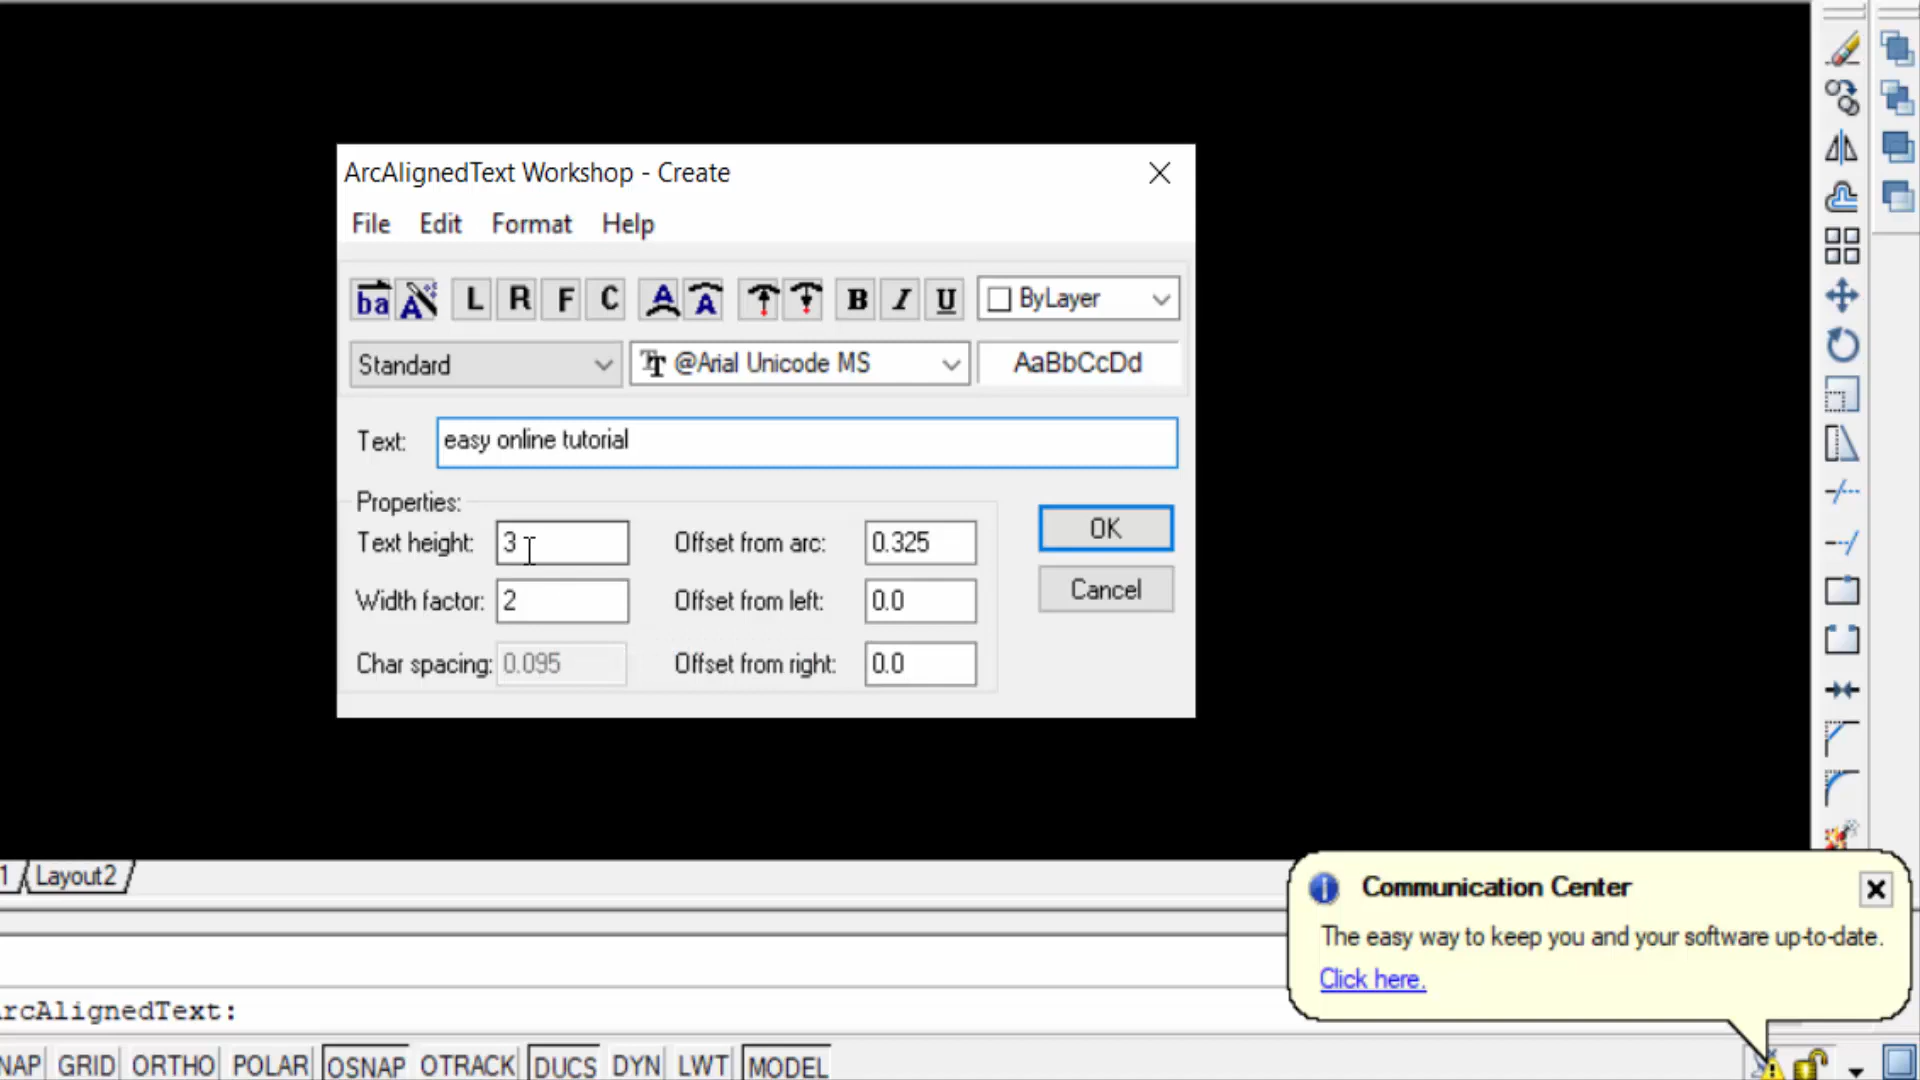 ArcAlignedText Workshop - Create
File Edit Format Help
ba A L R F C A A B I U ByLayer
Standard @Arial Unicode MS AaBbCcDd
Text: easy online tutorial
Properties:
Text height: 3 Offset from arc: 0.325 OK
Width factor: 2 Offset from left: 0.0 Cancel
Char spacing: 0.095 Offset from right: 0.0
1 Layout2
Communication Center
The easy way to keep you and your software up-to-date.
Click here.
rcAlignedText:
NAP GRID ORTHO POLAR OSNAP OTRACK DUCS DYN LWT MODEL